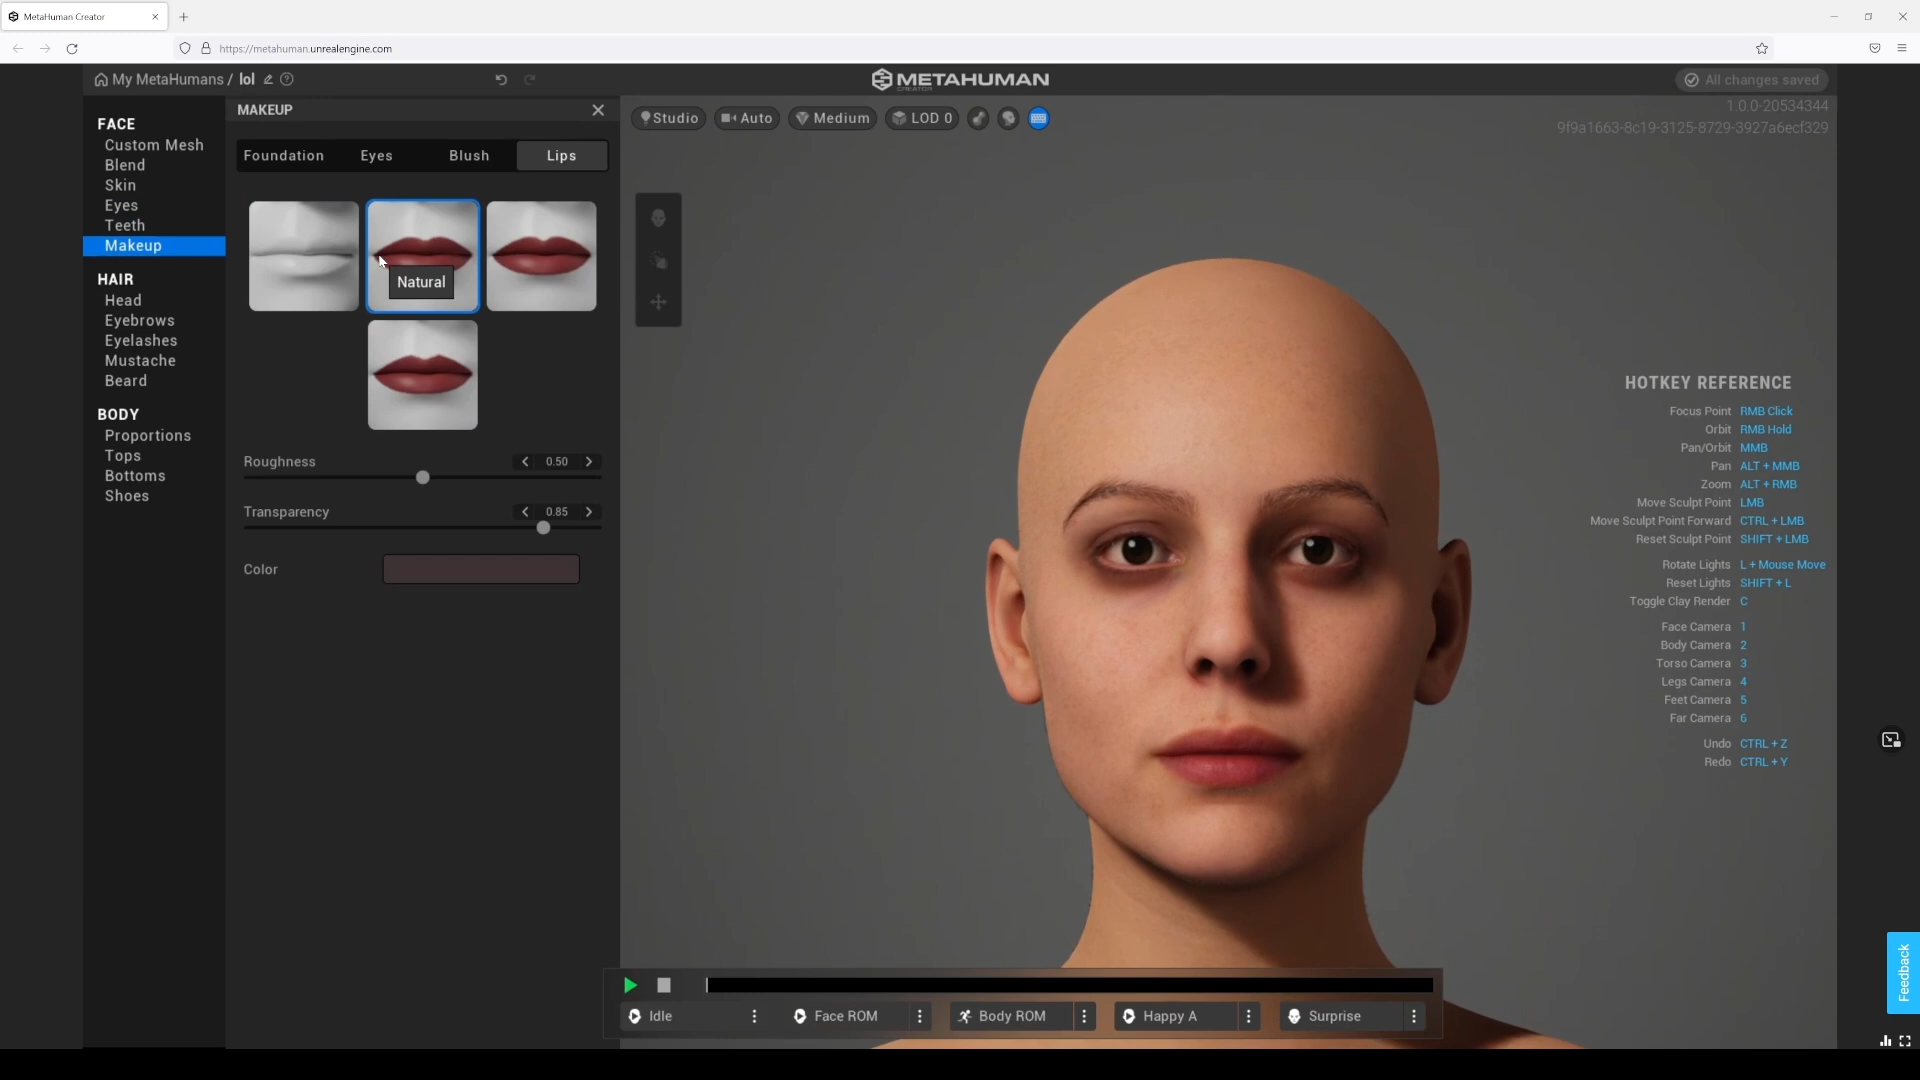 MetaHuman Creator
https://metahuman.unrealengine.com
My MetaHumans / lol
METAHUMAN
CREATOR
All changes saved
1.0.0-20534344
9f9a1663-8c19-3125-8729-3927a6ecf329
FACE
Custom Mesh
Blend
Skin
Eyes
Teeth
Makeup
HAIR
Head
Eyebrows
Eyelashes
Mustache
Beard
BODY
Proportions
Tops
Bottoms
Shoes
MAKEUP
Foundation Eyes Blush Lips
Natural
Roughness 0.50
Transparency 0.85
Color
Studio Auto Medium LOD 0
HOTKEY REFERENCE
Focus Point RMB Click
Orbit RMB Hold
Pan/Orbit MMB
Pan ALT + MMB
Zoom ALT + RMB
Move Sculpt Point LMB
Move Sculpt Point Forward CTRL + LMB
Reset Sculpt Point SHIFT + LMB
Rotate Lights L + Mouse Move
Reset Lights SHIFT + L
Toggle Clay Render C
Face Camera 1
Body Camera 2
Torso Camera 3
Legs Camera 4
Feet Camera 5
Far Camera 6
Undo CTRL + Z
Redo CTRL + Y
Feedback
Idle Face ROM Body ROM Happy A Surprise